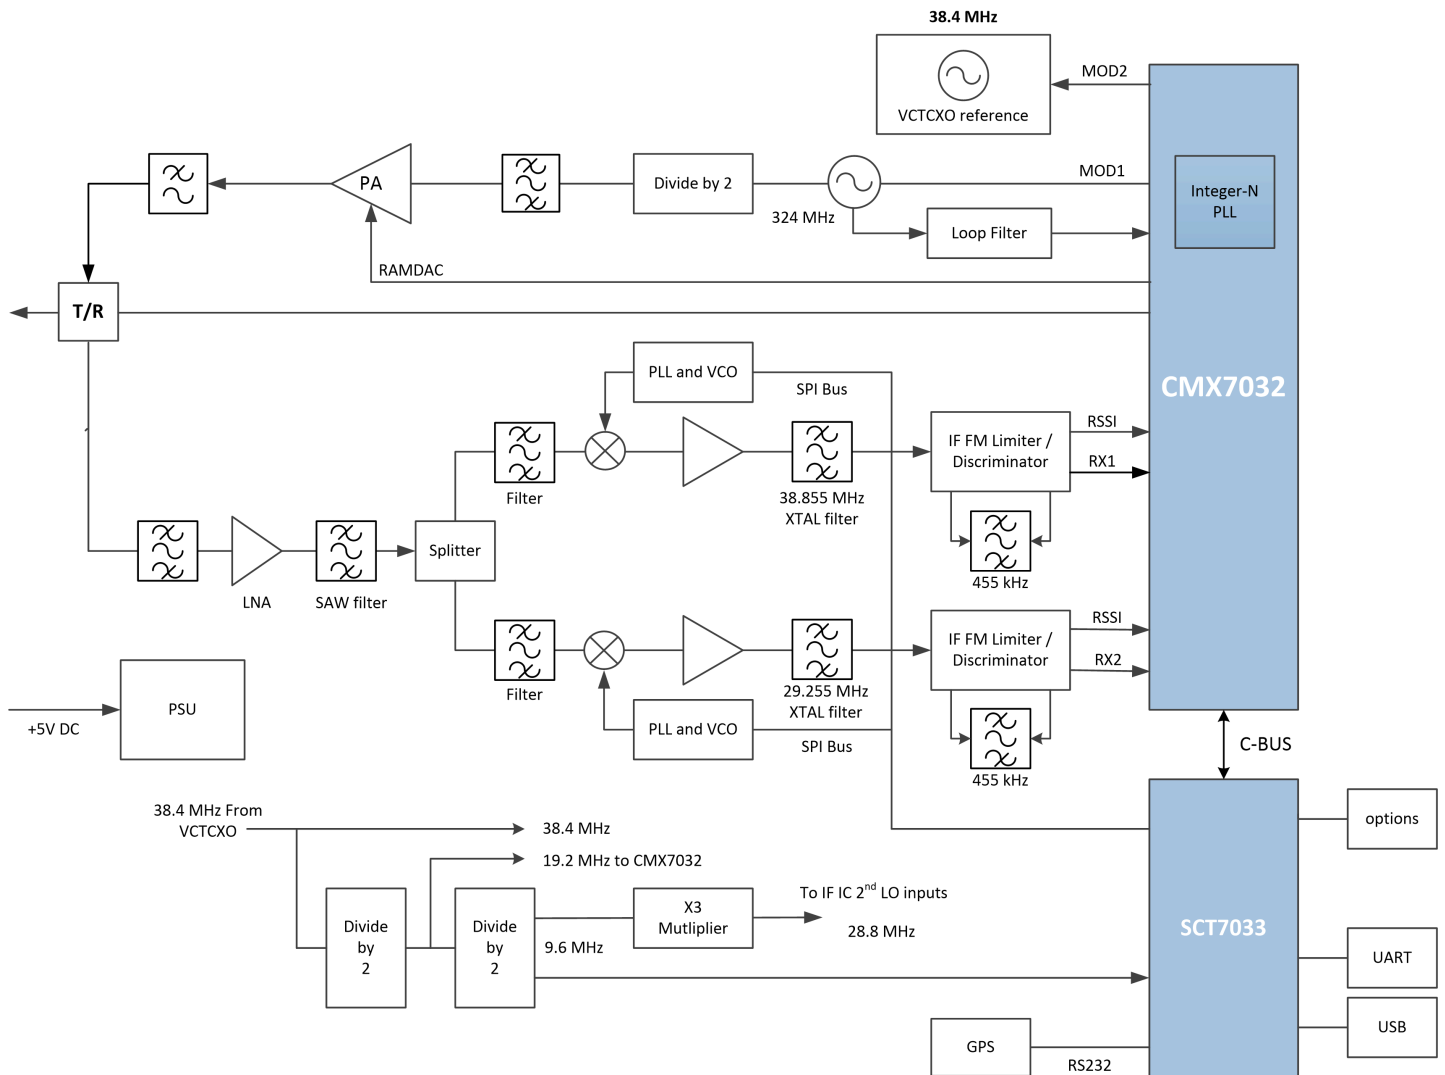 38.4 MHz
VCTCXO reference
MOD2
MOD1
Integer-N
PLL
PA
Divide by 2
324 MHz
Loop Filter
RAMDAC
T/R
CMX7032
PLL and VCO
SPI Bus
Filter
38.855 MHz
XTAL filter
IF FM Limiter /
Discriminator
RSSI
RX1
455 kHz
LNA
SAW filter
Splitter
Filter
29.255 MHz
XTAL filter
IF FM Limiter /
Discriminator
RSSI
RX2
455 kHz
PLL and VCO
SPI Bus
PSU
+5V DC
C-BUS
38.4 MHz From
VCTCXO
38.4 MHz
19.2 MHz to CMX7032
Divide
by
2
Divide
by
2
9.6 MHz
X3
Mutliplier
To IF IC 2nd LO inputs
28.8 MHz
SCT7033
options
UART
USB
GPS
RS232